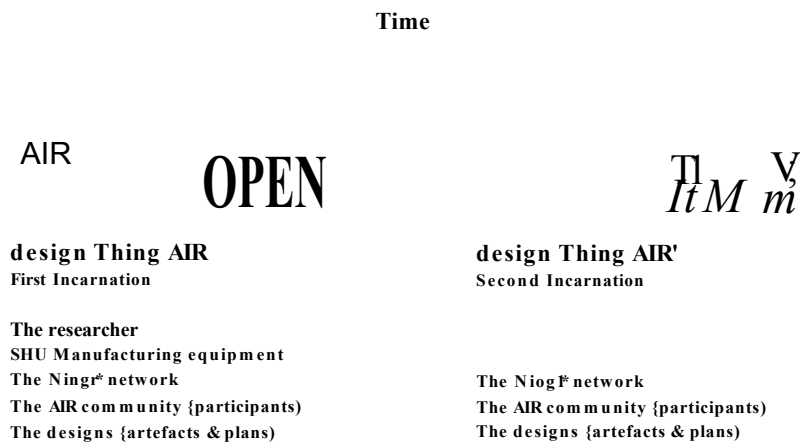 Time
AIR
OPEN
design Thing AIR
First Incarnation
The researcher
SHU Manufacturing equipment
The Ningr* network
The AIR community {participants)
The designs {artefacts & plans)
design Thing AIR'
Second Incarnation
The Niog1* network
The AIR community {participants)
The designs {artefacts & plans)